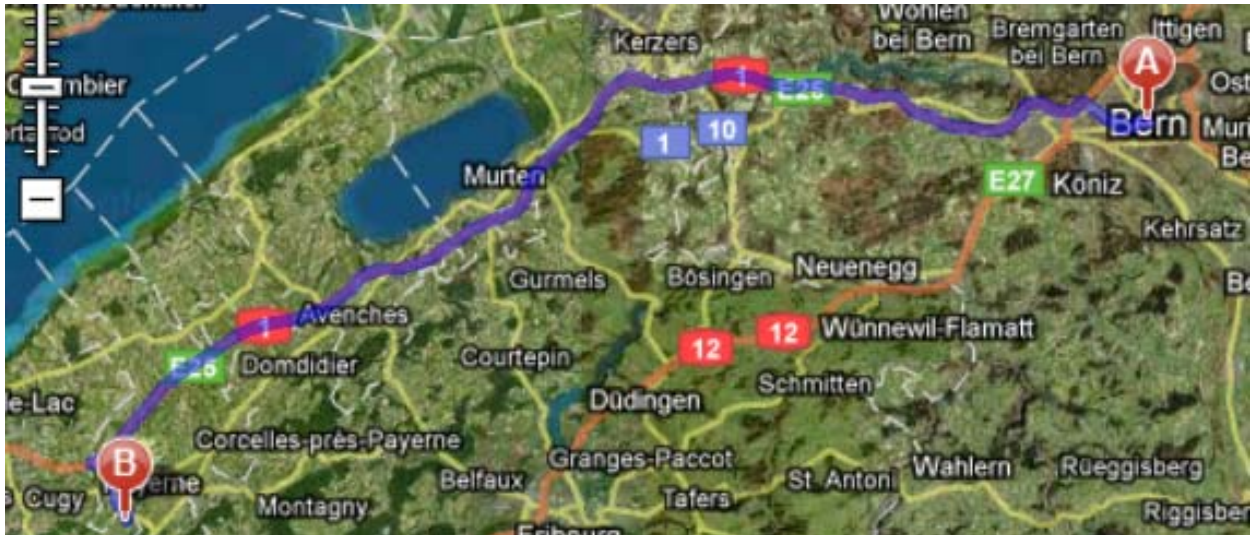 Wohlen
bei Bern
Bremgarten
bei Bern
Ittigen
Kerzers
A
1
E25
1
10
Bern
Murten
E27
Köniz
Kehrsatz
Gurmels
Bösingen
Neuenegg
1
Avenches
12
12
Wünnewil-Flamatt
E25
Domdidier
Courtepin
Schmitten
Düdingen
Corcelles-près-Payerne
B
Granges-Paccot
Belfaux
St. Antoni
Wahlern
Rüeggisberg
Cugy
Montagny
Tafers